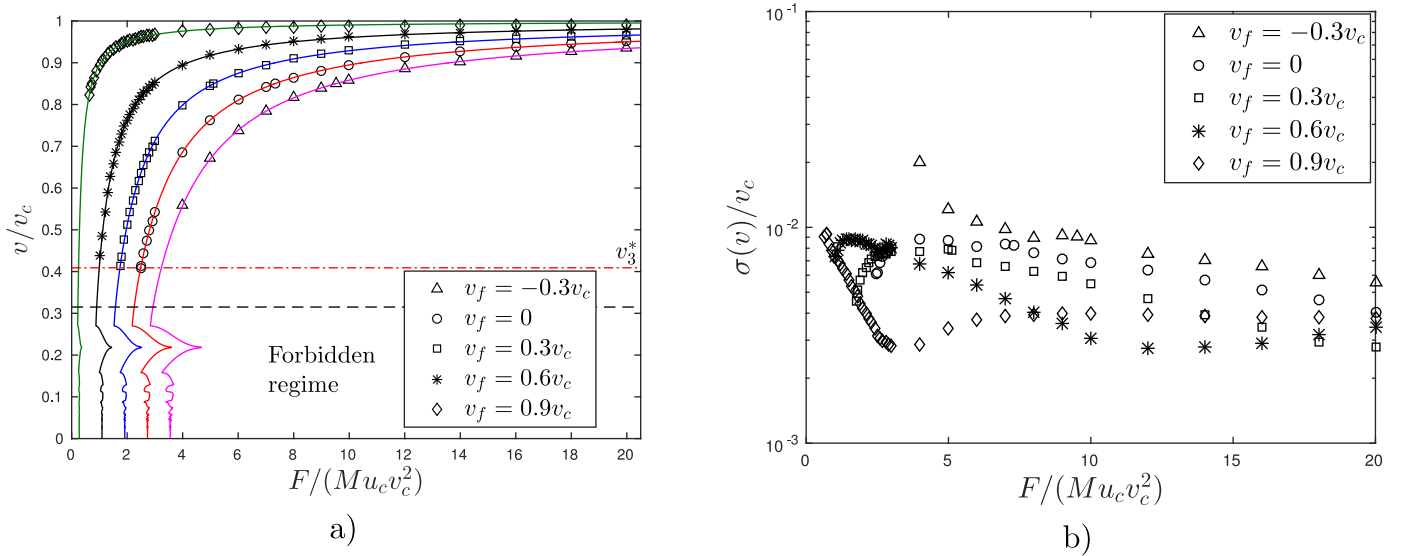 1
0.9
0.8
0.7
0.6
0.5
0.4
0.3
0.2
0.1
0
v/v_c
v_3^*
v_f = −0.3v_c
v_f = 0
v_f = 0.3v_c
v_f = 0.6v_c
v_f = 0.9v_c
Forbidden
regime
0 2 4 6 8 10 12 14 16 18 20
F/(Mu_cv_c^2)
a)
10^-1
10^-2
10^-3
σ(v)/v_c
v_f = −0.3v_c
v_f = 0
v_f = 0.3v_c
v_f = 0.6v_c
v_f = 0.9v_c
0 5 10 15 20
F/(Mu_cv_c^2)
b)